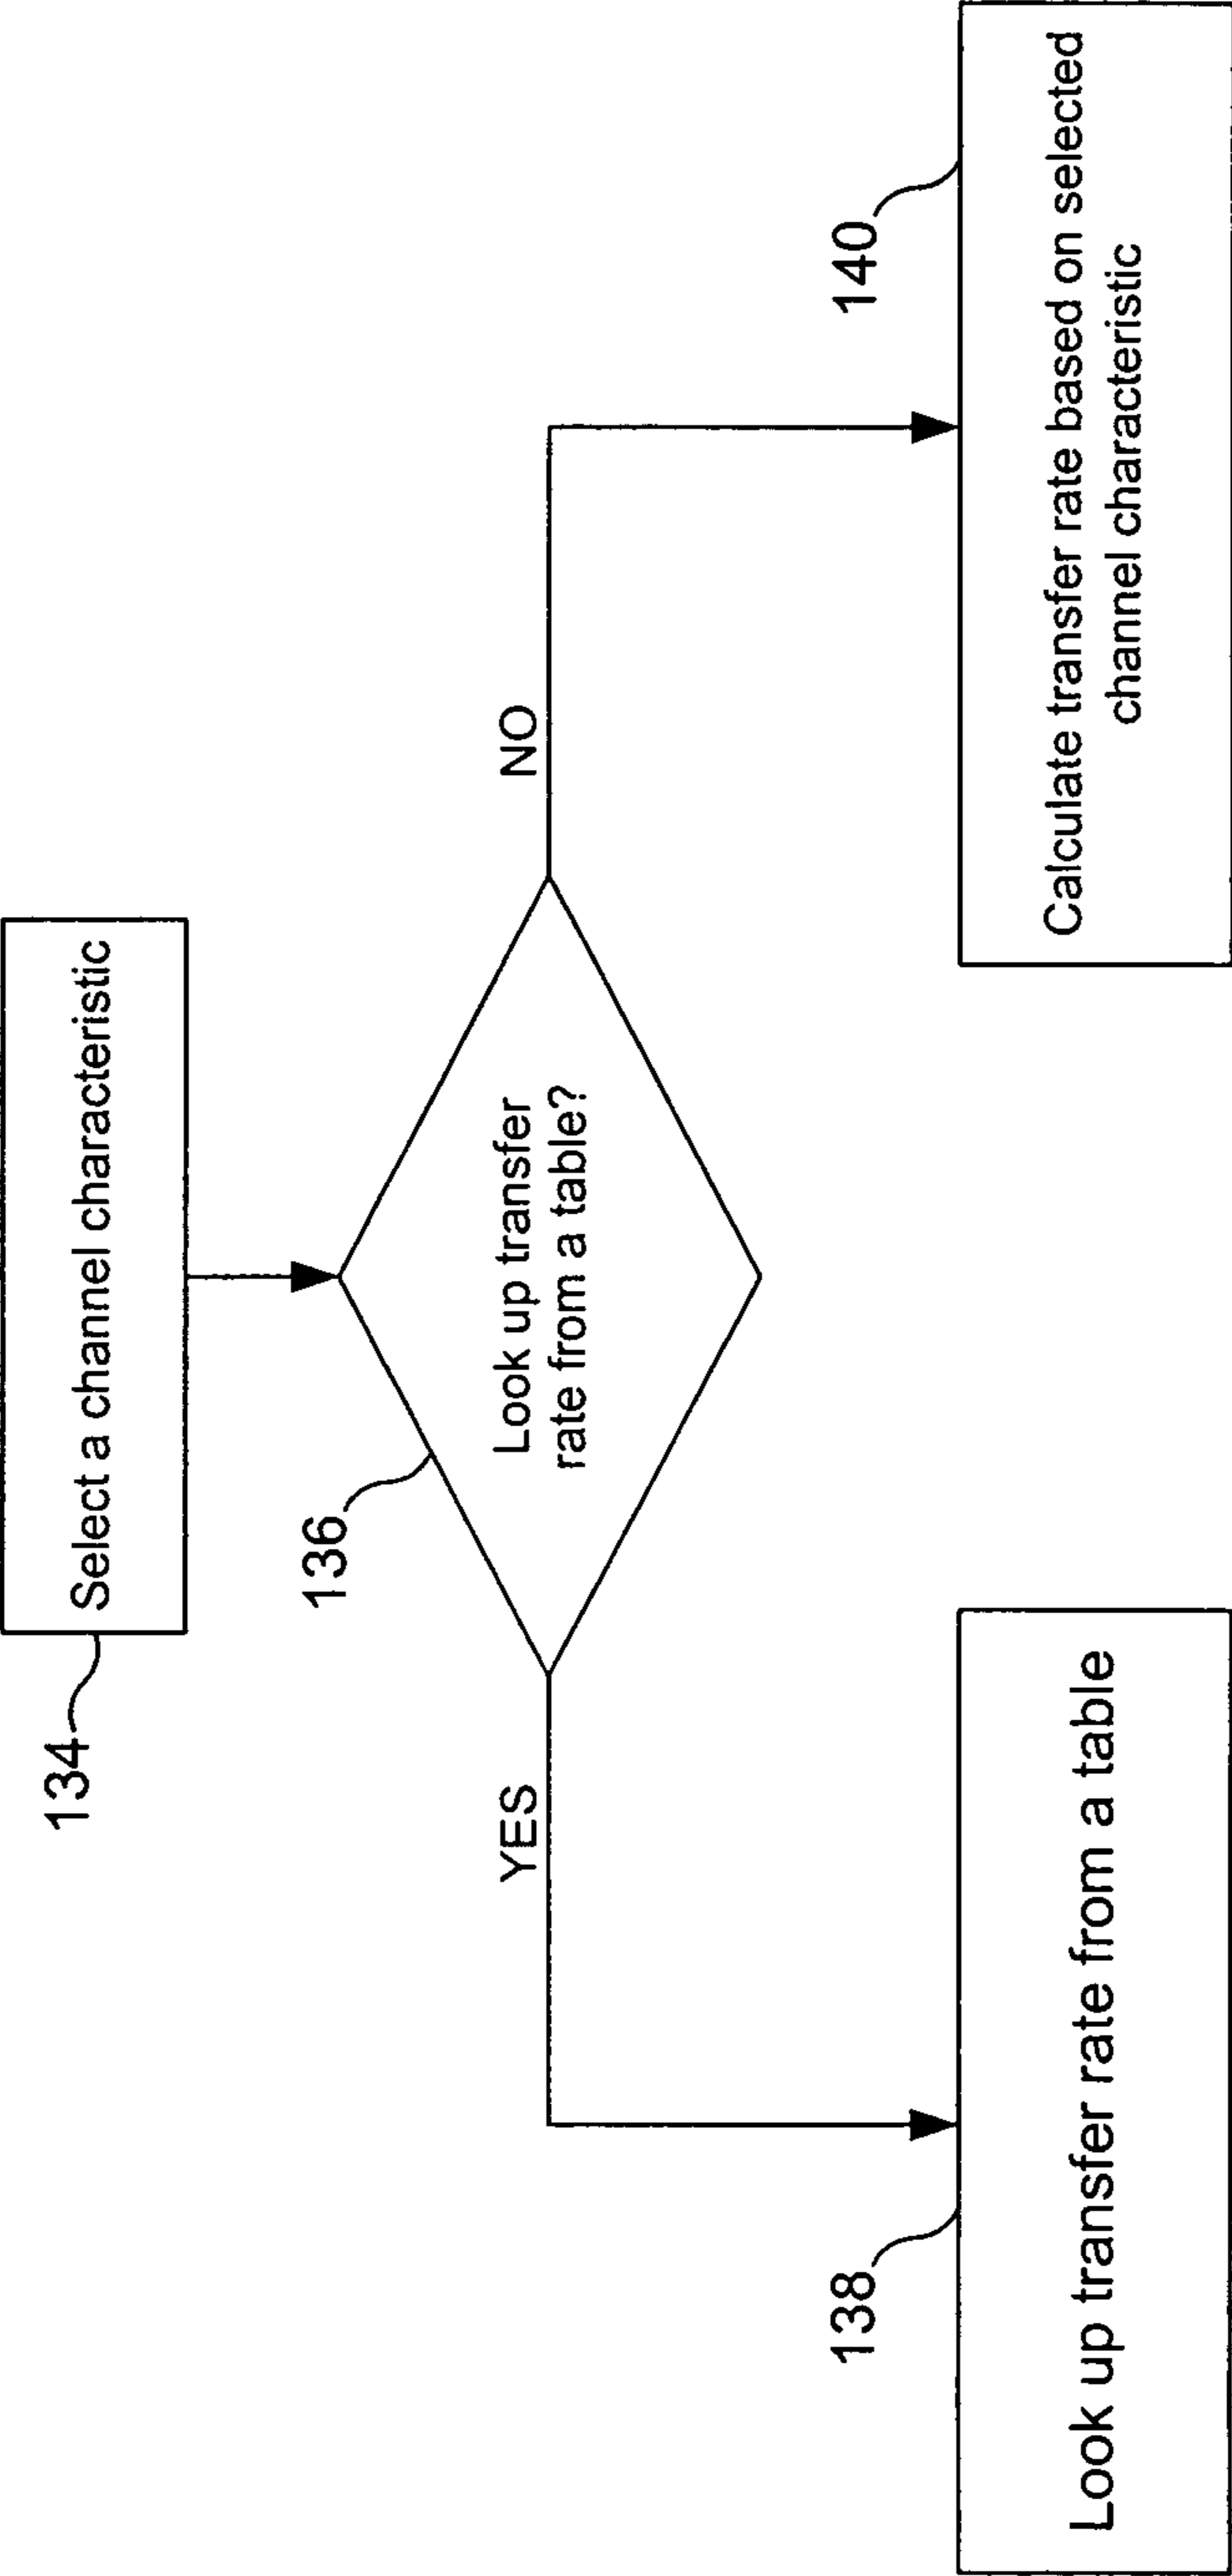 134
Select a channel characteristic
136
Look up transfer
rate from a table?
YES
NO
138
Look up transfer rate from a table
140
Calculate transfer rate based on selected
channel characteristic